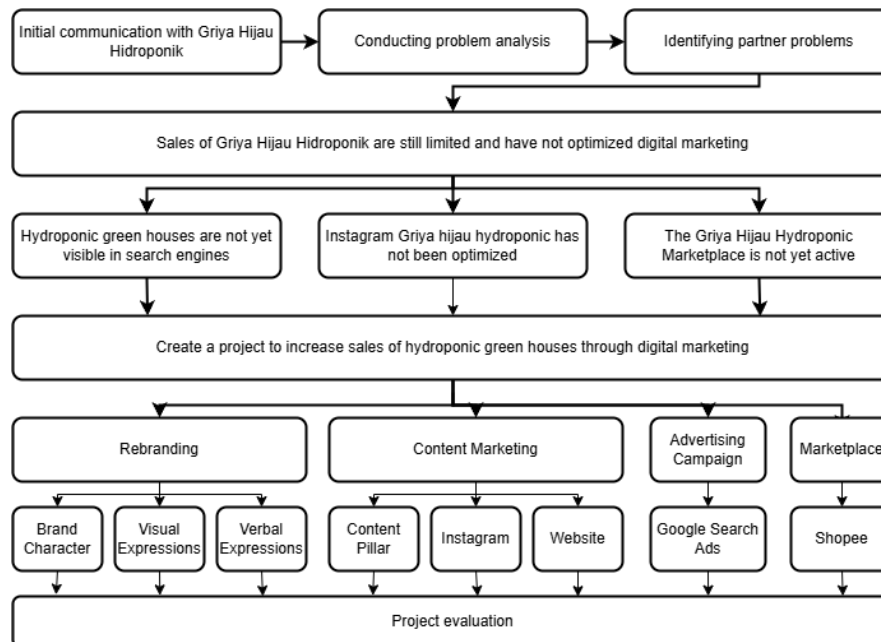 Initial communication with Griya Hijau
Hidroponik
Conducting problem analysis
Identifying partner problems
Sales of Griya Hijau Hidroponik are still limited and have not optimized digital marketing
Hydroponic green houses are not yet
visible in search engines
Instagram Griya hijau hydroponic has
not been optimized
The Griya Hijau Hydroponic
Marketplace is not yet active
Create a project to increase sales of hydroponic green houses through digital marketing
Rebranding
Content Marketing
Advertising
Campaign
Marketplace
Brand
Character
Visual
Expressions
Verbal
Expressions
Content
Pillar
Instagram
Website
Google Search
Ads
Shopee
Project evaluation